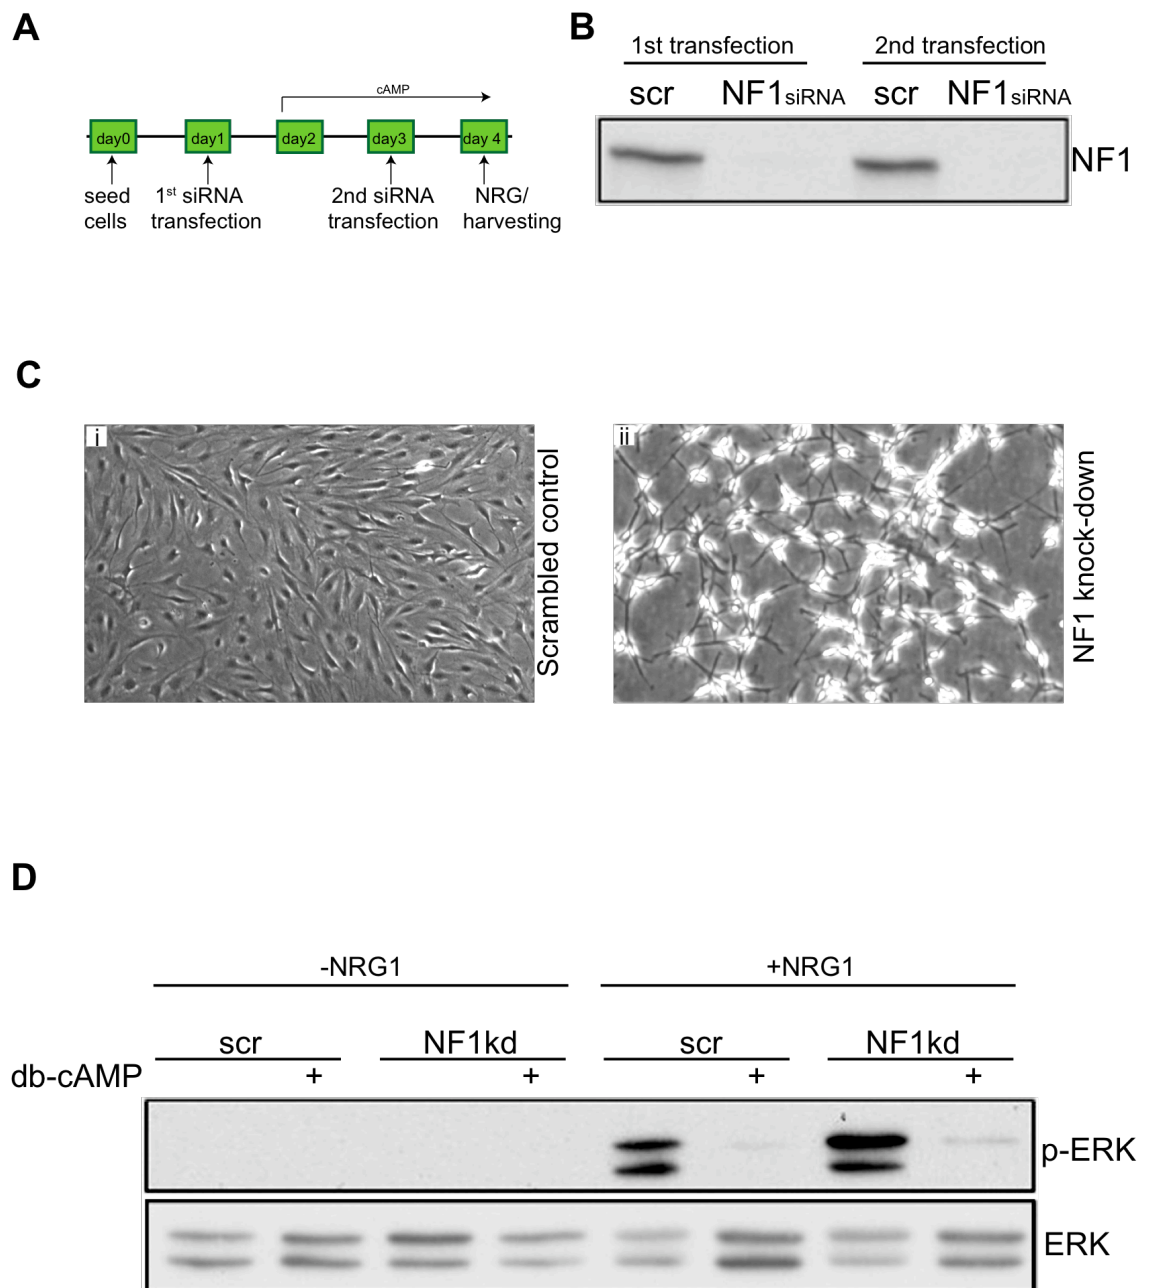 A
cAMP
day0 day1 day2 day3 day 4
seed 1st siRNA 2nd siRNA NRG/
cells transfection transfection harvesting
B
1st transfection 2nd transfection
scr NF1siRNA scr NF1siRNA
NF1
C
i
Scrambled control
ii
NF1 knock-down
D
-NRG1 +NRG1
scr NF1kd scr NF1kd
db-cAMP + + + +
p-ERK
ERK